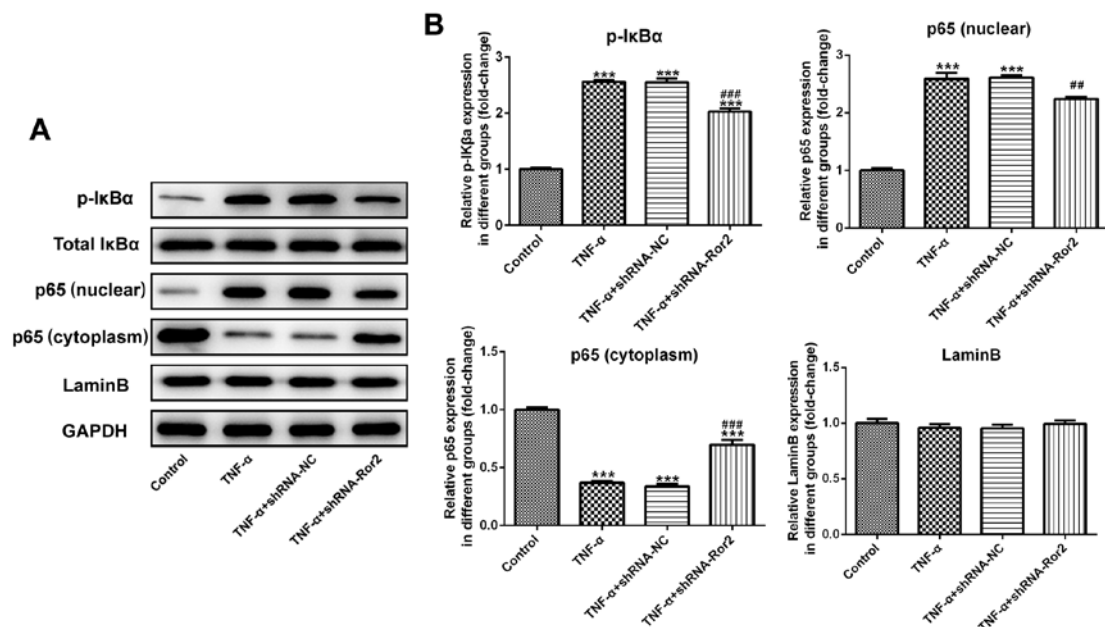 A
p-IκBα
Total IκBα
p65 (nuclear)
p65 (cytoplasm)
LaminB
GAPDH
Control
TNF-α
TNF-α+shRNA-NC
TNF-α+shRNA-Ror2
B
p-IκBα
Relative p-IKβa expression
in different groups (fold-change)
3
2
1
0
***
***
###
***
Control
TNF-α
TNF-α+shRNA-NC
TNF-α+shRNA-Ror2
p65 (nuclear)
Relative p65 expression
in different groups (fold-change)
3
2
1
0
***
***
##
Control
TNF-α
TNF-α+shRNA-NC
TNF-α+shRNA-Ror2
p65 (cytoplasm)
Relative p65 expression
in different groups (fold-change)
1.5
1.0
0.5
0.0
***
***
###
***
Control
TNF-α
TNF-α+shRNA-NC
TNF-α+shRNA-Ror2
LaminB
Relative LaminB expression
in different groups (fold-change)
1.5
1.0
0.5
0.0
Control
TNF-α
TNF-α+shRNA-NC
TNF-α+shRNA-Ror2